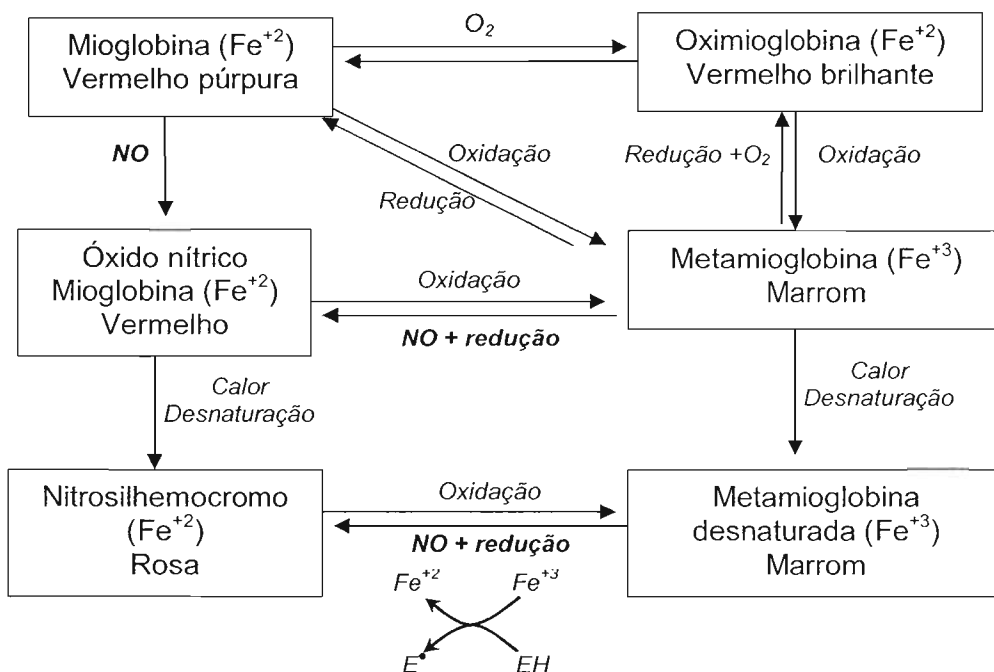 Mioglobina (Fe+2)
Vermelho púrpura
O2
Oximioglobina (Fe+2)
Vermelho brilhante
NO
Oxidação
Redução
Redução +O2
Oxidação
Óxido nítrico
Mioglobina (Fe+2)
Vermelho
Oxidação
NO + redução
Metamioglobina (Fe+3)
Marrom
Calor
Desnaturação
Calor
Desnaturação
Nitrosilhemocromo
(Fe+2)
Rosa
Oxidação
NO + redução
Metamioglobina
desnaturada (Fe+3)
Marrom
Fe+2
Fe+3
E•
EH